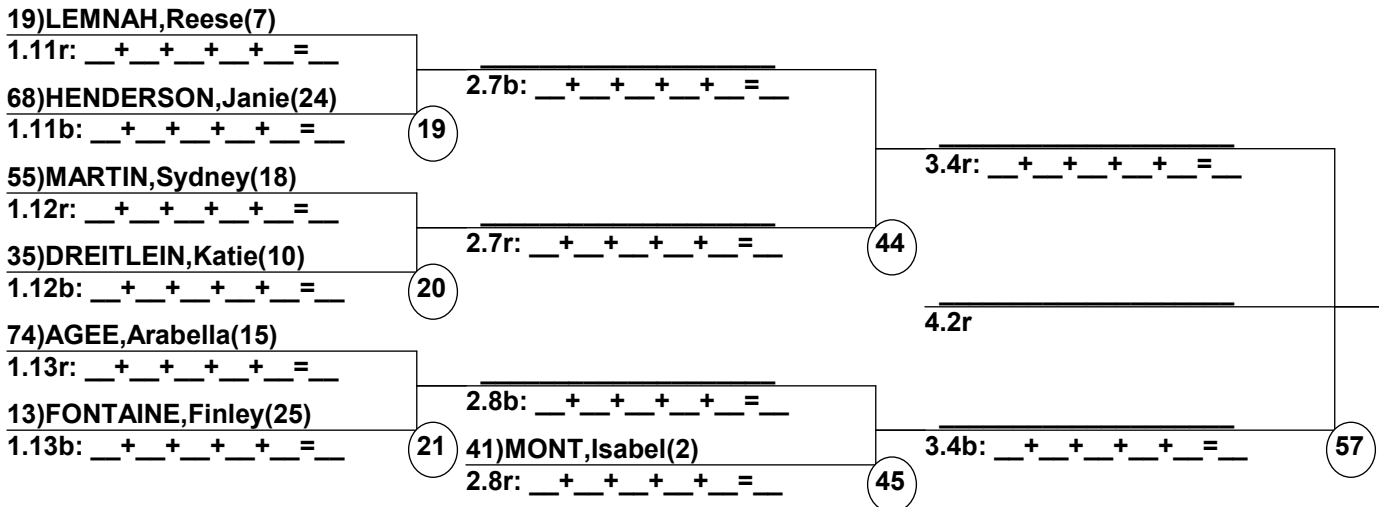 19)LEMNAH,Reese(7)
1.11r: __+__+__+__+__=__
68)HENDERSON,Janie(24)
1.11b: __+__+__+__+__=__
19
2.7b: __+__+__+__+__=__
55)MARTIN,Sydney(18)
1.12r: __+__+__+__+__=__
35)DREITLEIN,Katie(10)
1.12b: __+__+__+__+__=__
20
2.7r: __+__+__+__+__=__
44
3.4r: __+__+__+__+__=__
74)AGEE,Arabella(15)
1.13r: __+__+__+__+__=__
13)FONTAINE,Finley(25)
1.13b: __+__+__+__+__=__
21
2.8b: __+__+__+__+__=__
41)MONT,Isabel(2)
2.8r: __+__+__+__+__=__
45
3.4b: __+__+__+__+__=__
57
4.2r